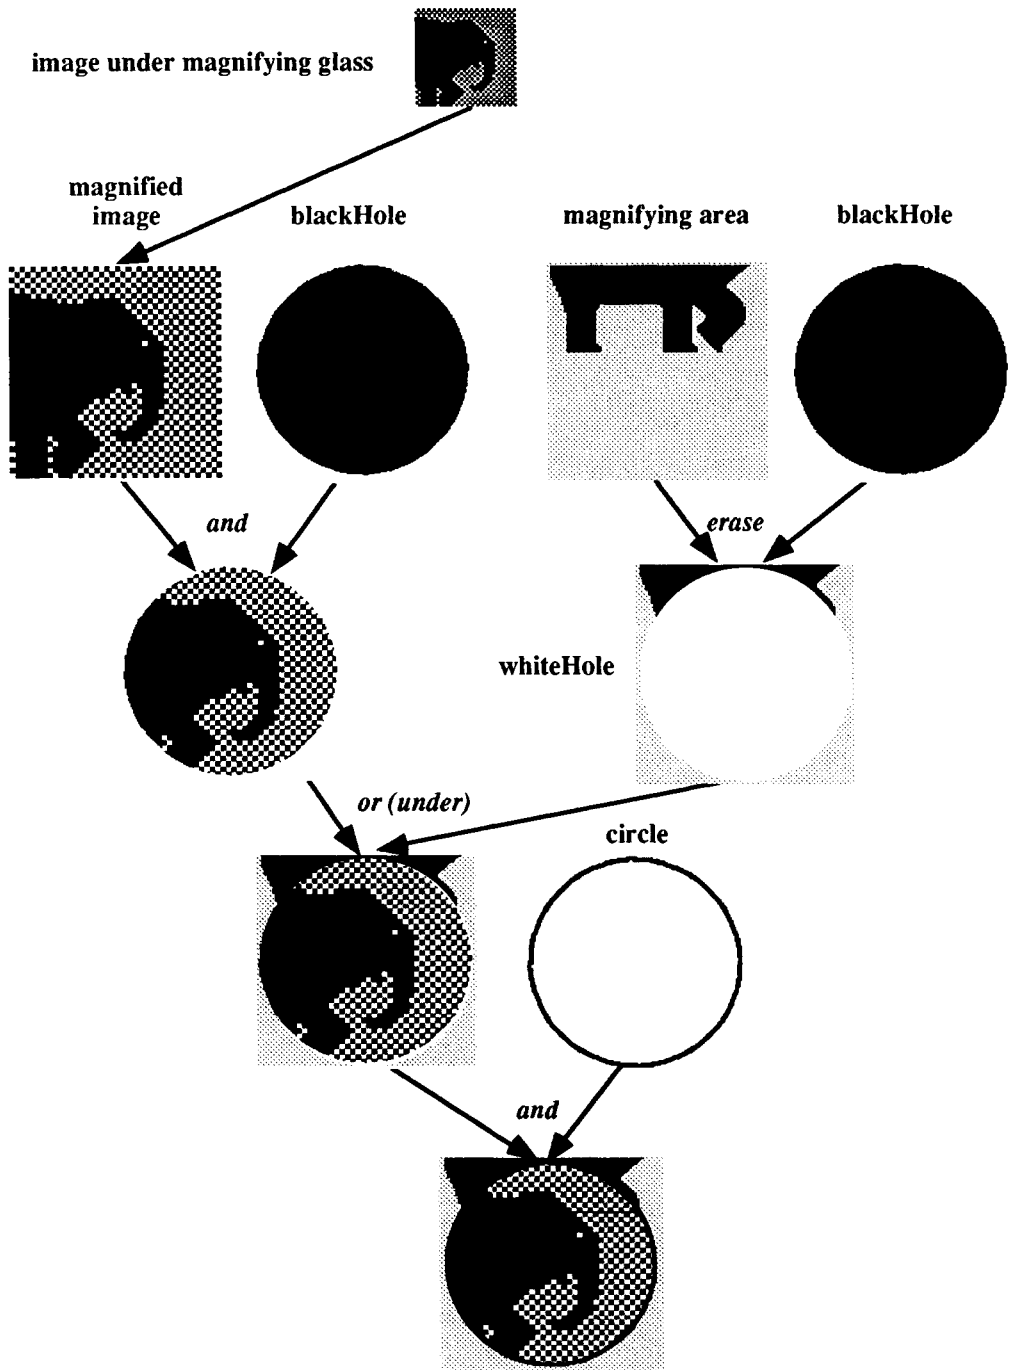 image under magnifying glass
magnified
image
blackHole
magnifying area
blackHole
and
erase
whiteHole
or (under)
circle
and